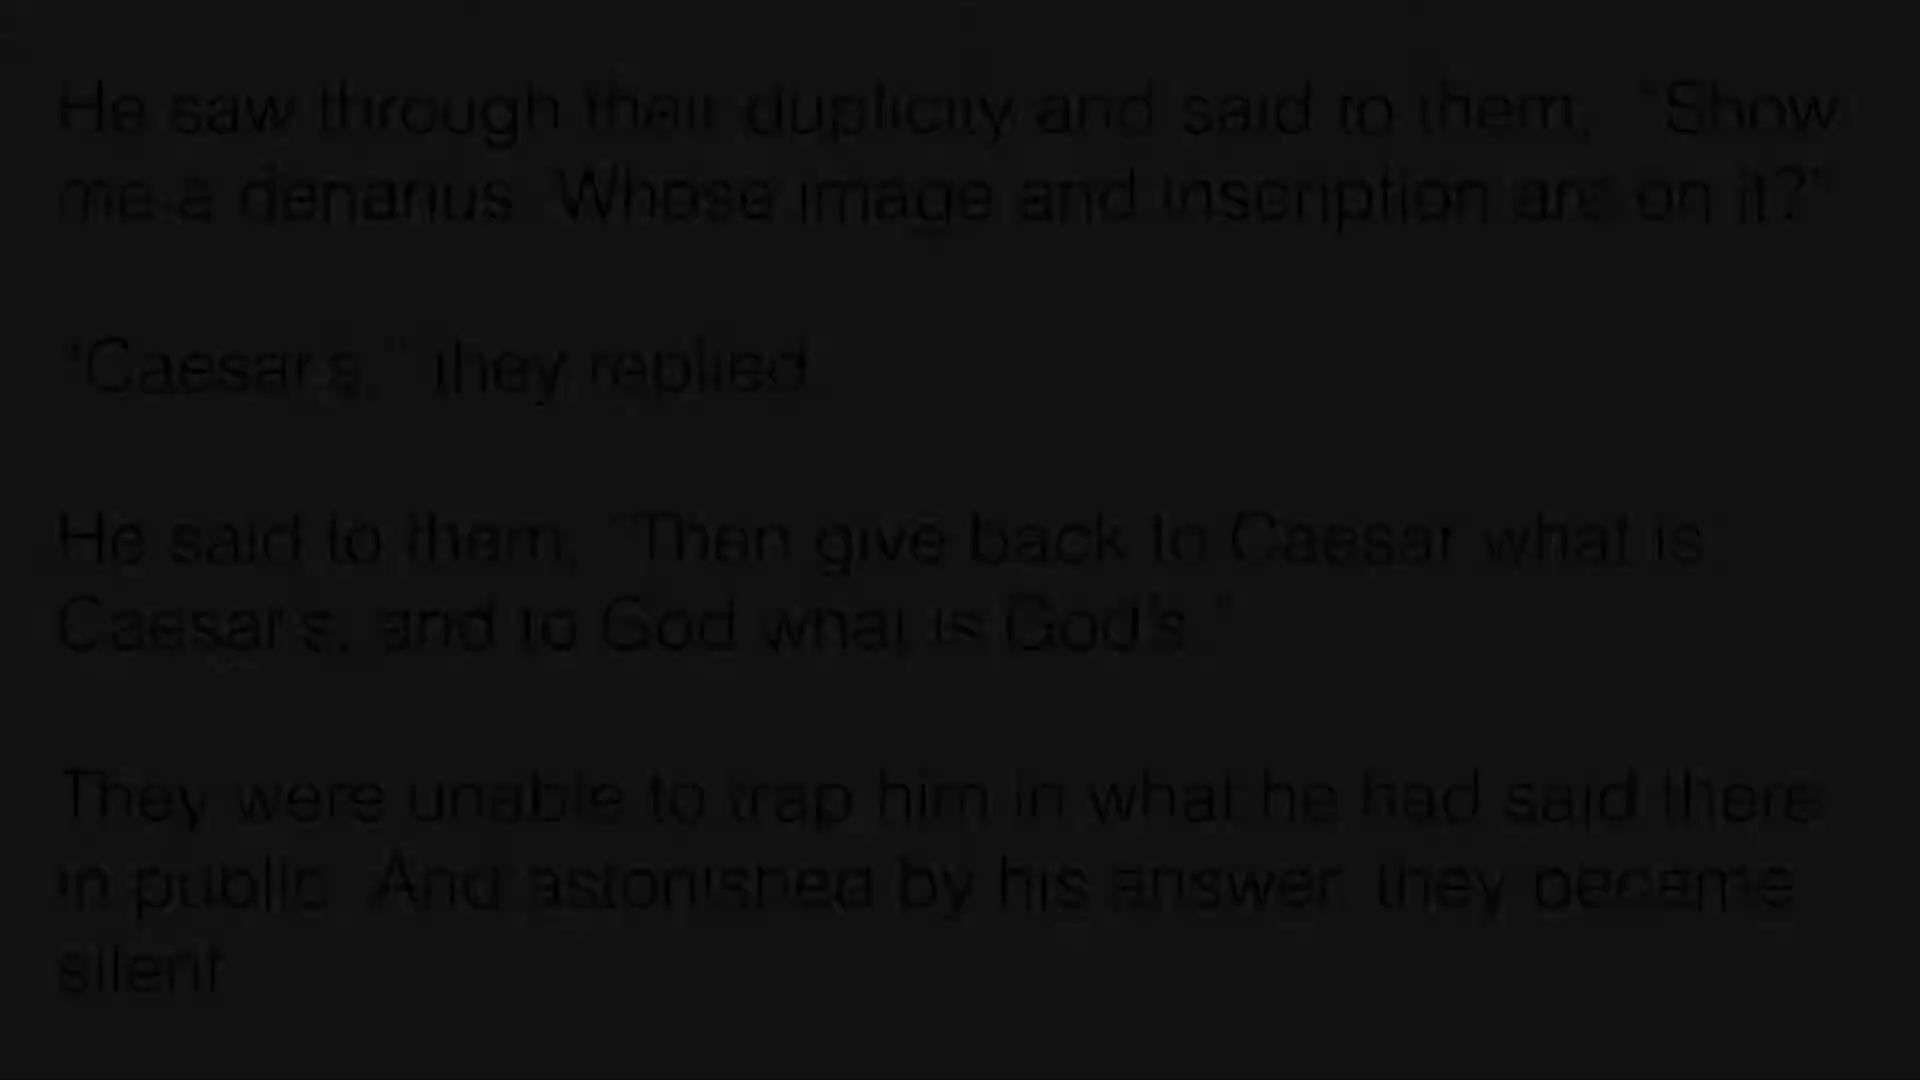 He saw through their duplicity and said to them, "Show
me a denarius. Whose image and inscription are on it?"
"Caesar's," they replied.
He said to them, "Then give back to Caesar what is
Caesar's, and to God what is God's."
They were unable to trap him in what he had said there
in public. And astonished by his answer, they became
silent.